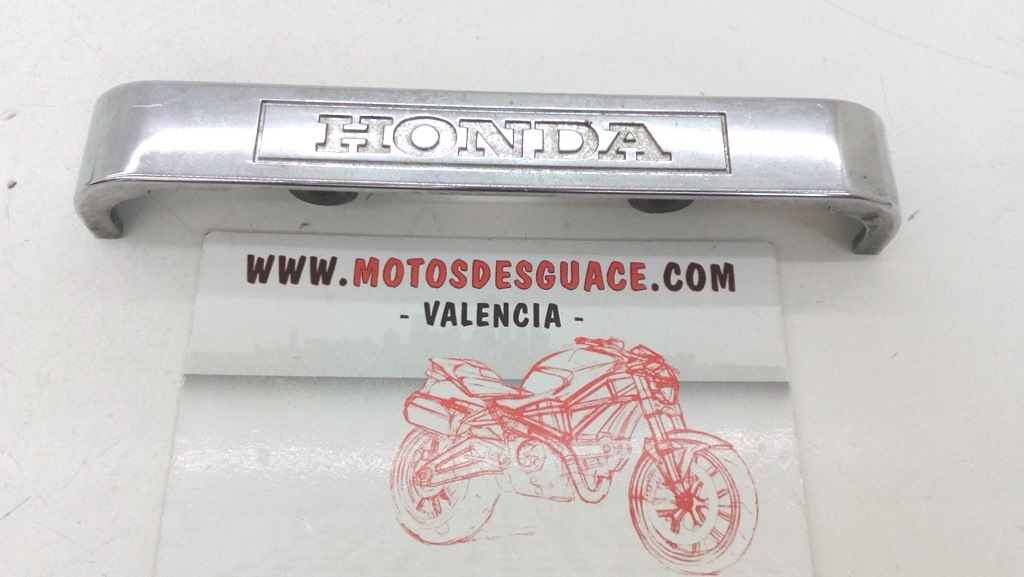 HONDA
WWW.MOTOSDESGUACE.COM
- VALENCIA -